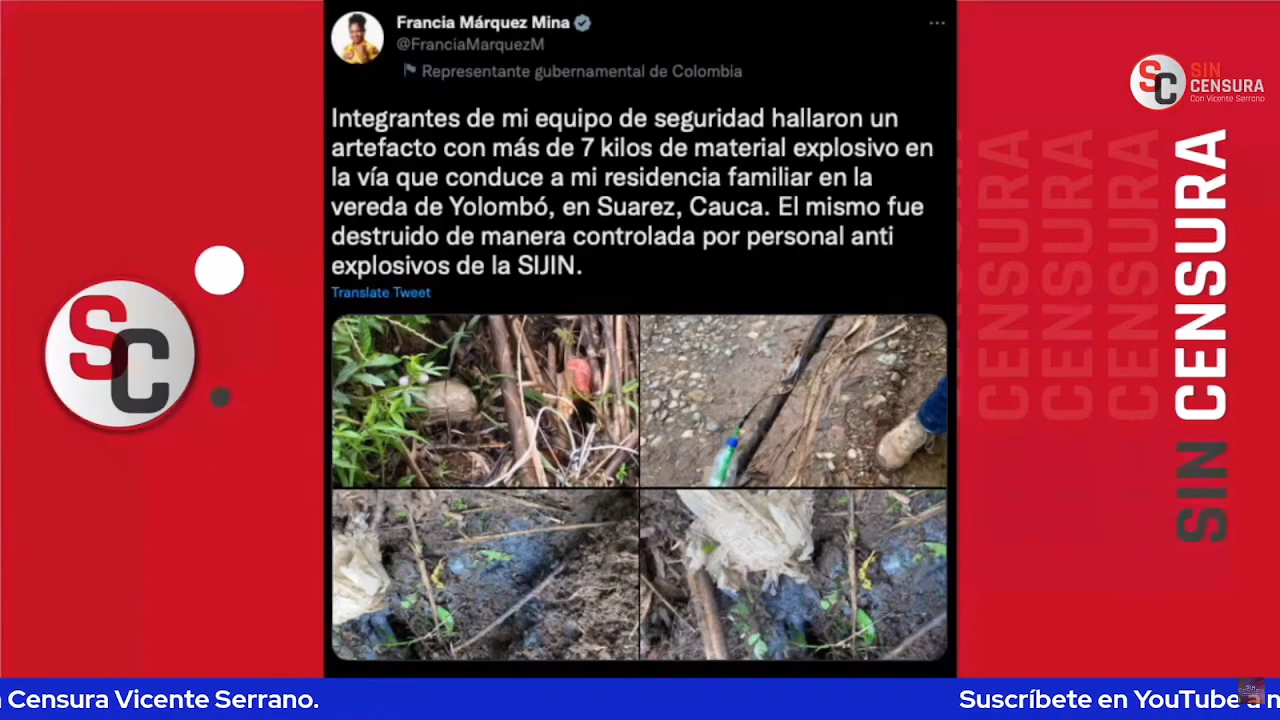 Francia Márquez Mina
@FranciaMarquezM
Representante gubernamental de Colombia
Integrantes de mi equipo de seguridad hallaron un
artefacto con más de 7 kilos de material explosivo en
la vía que conduce a mi residencia familiar en la
vereda de Yolombó, en Suarez, Cauca. El mismo fue
destruido de manera controlada por personal anti
explosivos de la SIJIN.
Translate Tweet
SC
SC
SIN
CENSURA
Con Vicente Serrano
SIN CENSURA
CENSURA
CENSURA
CENSURA
Censura Vicente Serrano.
Suscríbete en YouTube a